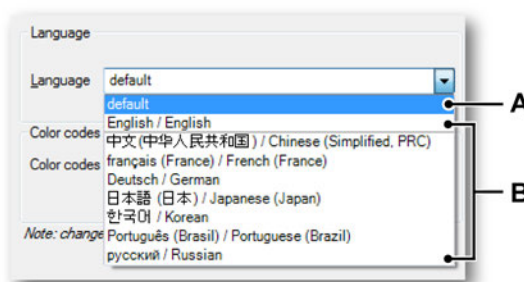 Language
Language default
default A
English / English
Color codes
中文(中华人民共和国) / Chinese (Simplified, PRC)
Color codes français (France) / French (France)
Deutsch / German
日本語 (日本) / Japanese (Japan) B
한국어 / Korean
Note: change Português (Brasil) / Portuguese (Brazil)
русский / Russian